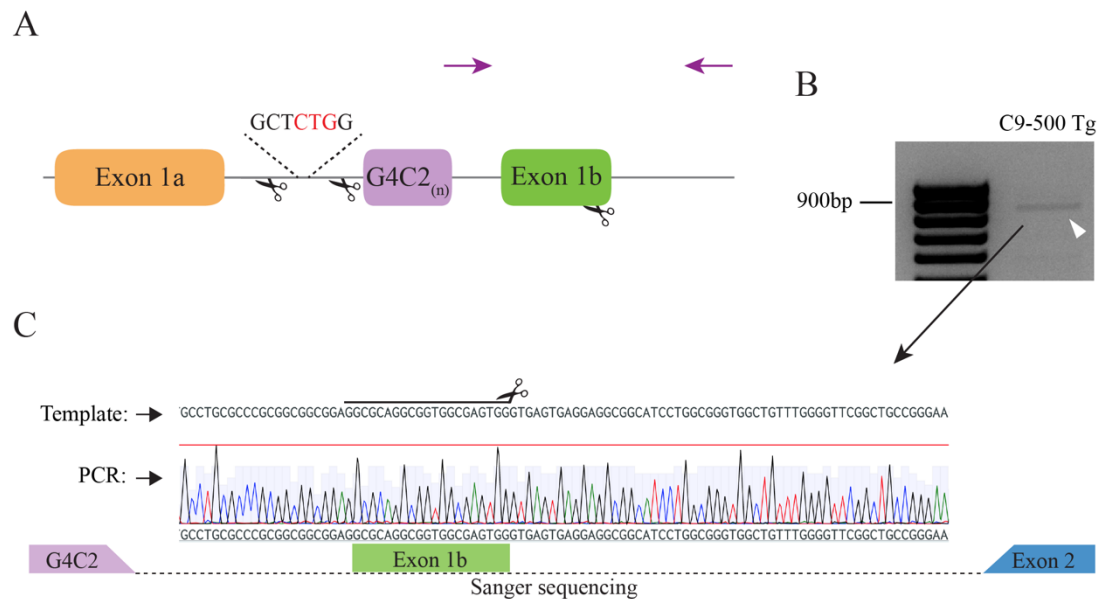 A
GCTCTGG
Exon 1a
G4C2(n)
Exon 1b
B
C9-500 Tg
900bp
C
Template:
GCCTGCGCCCGCGGCGGCGGAGGCGCAGGCGGTGGCGAGTGGGTGAGTGAGGAGGCGGCATCCTGGCGGGTGGCTGTTTGGGGTTCGGCTGCCGGGAA
PCR:
GCCTGCGCCCGCGGCGGCGGAGGCGCAGGCGGTGGCGAGTGGGTGAGTGAGGAGGCGGCATCCTGGCGGGTGGCTGTTTGGGGTTCGGCTGCCGGGAA
G4C2
Exon 1b
Exon 2
Sanger sequencing